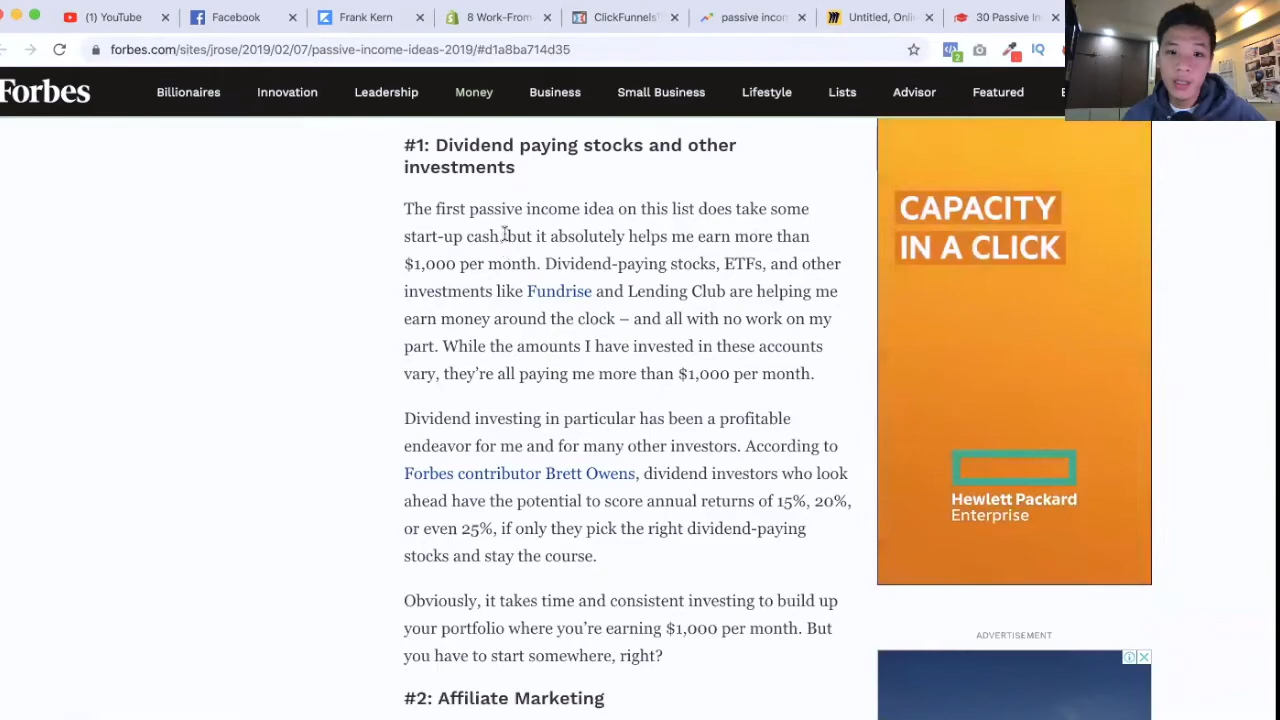 (1) YouTube
Facebook
Frank Kern
8 Work-From-
ClickFunnels
passive incom
Untitled, Onli
30 Passive In
forbes.com/sites/jrose/2019/02/07/passive-income-ideas-2019/#d1a8ba714d35
2
IQ
Forbes
Billionaires
Innovation
Leadership
Money
Business
Small Business
Lifestyle
Lists
Advisor
Featured
#1: Dividend paying stocks and other
investments
The first passive income idea on this list does take some
start-up cash, but it absolutely helps me earn more than
$1,000 per month. Dividend-paying stocks, ETFs, and other
investments like Fundrise and Lending Club are helping me
earn money around the clock – and all with no work on my
part. While the amounts I have invested in these accounts
vary, they’re all paying me more than $1,000 per month.
Dividend investing in particular has been a profitable
endeavor for me and for many other investors. According to
Forbes contributor Brett Owens, dividend investors who look
ahead have the potential to score annual returns of 15%, 20%,
or even 25%, if only they pick the right dividend-paying
stocks and stay the course.
Obviously, it takes time and consistent investing to build up
your portfolio where you’re earning $1,000 per month. But
you have to start somewhere, right?
#2: Affiliate Marketing
CAPACITY
IN A CLICK
Hewlett Packard
Enterprise
ADVERTISEMENT